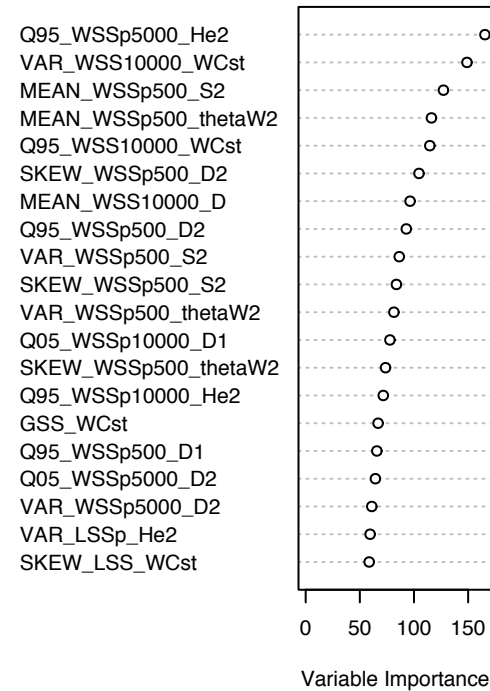 Q95_WSSp5000_He2
VAR_WSS10000_WCst
MEAN_WSSp500_S2
MEAN_WSSp500_thetaW2
Q95_WSS10000_WCst
SKEW_WSSp500_D2
MEAN_WSS10000_D
Q95_WSSp500_D2
VAR_WSSp500_S2
SKEW_WSSp500_S2
VAR_WSSp500_thetaW2
Q05_WSSp10000_D1
SKEW_WSSp500_thetaW2
Q95_WSSp10000_He2
GSS_WCst
Q95_WSSp500_D1
Q05_WSSp5000_D2
VAR_WSSp5000_D2
VAR_LSSp_He2
SKEW_LSS_WCst
0 50 100 150
Variable Importance